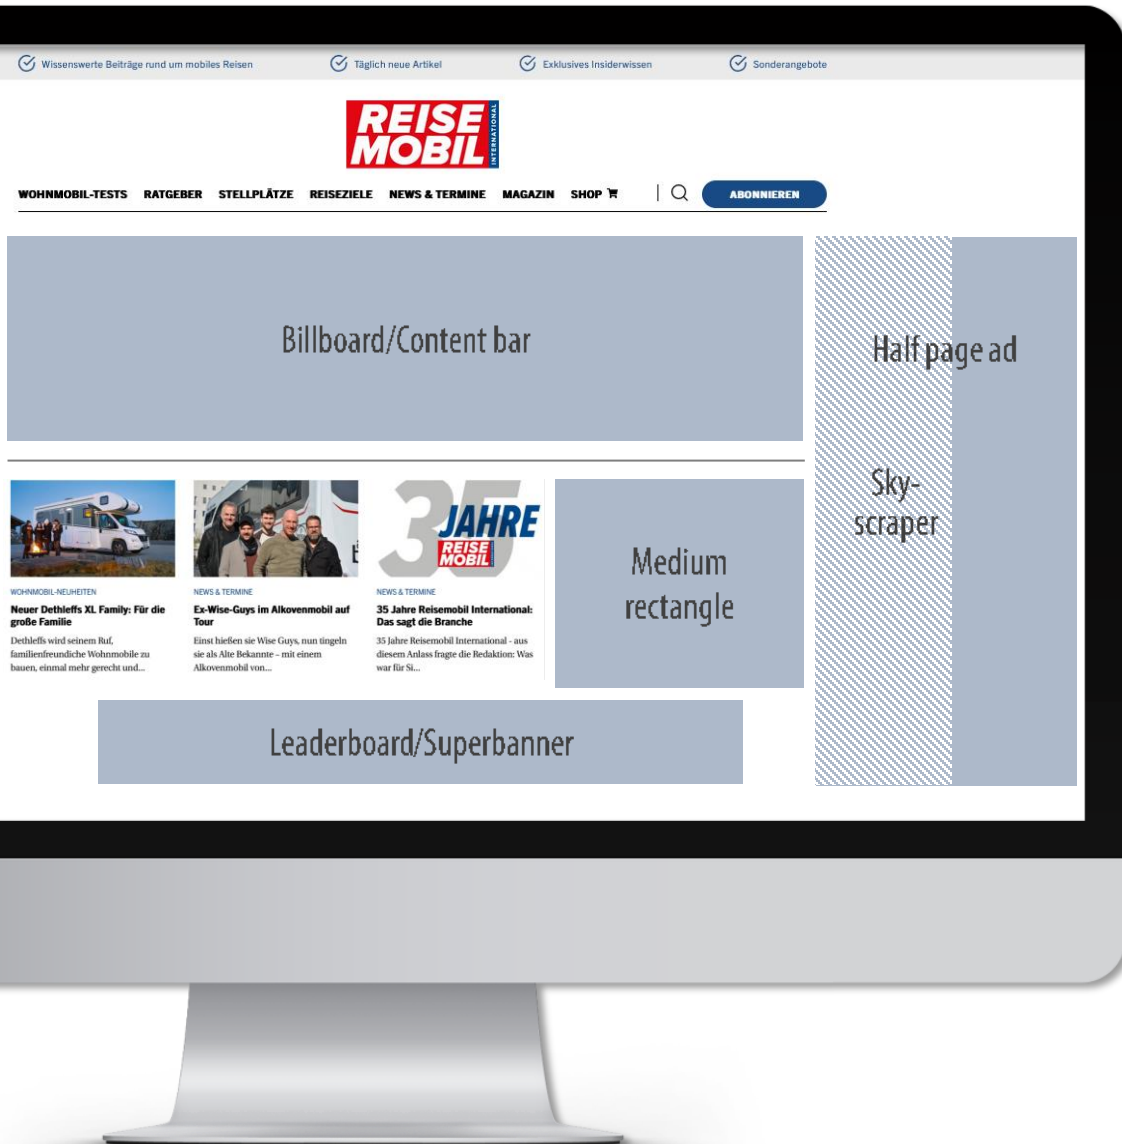 Wissenswerte Beiträge rund um mobiles Reisen
Täglich neue Artikel
Exklusives Insiderwissen
Sonderangebote
REISE
MOBIL
INTERNATIONAL
WOHNMOBIL-TESTS RATGEBER STELLPLÄTZE REISEZIELE NEWS & TERMINE MAGAZIN SHOP
ABONNIEREN
Billboard/Content bar
Half page ad
Sky-
scraper
WOHNMOBIL-NEUHEITEN
Neuer Dethleffs XL Family: Für die
große Familie
Dethleffs wird seinem Ruf,
familienfreundliche Wohnmobile zu
bauen, einmal mehr gerecht und...
NEWS & TERMINE
Ex-Wise-Guys im Alkovenmobil auf
Tour
Einst hießen sie Wise Guys, nun tingeln
sie als Alte Bekannte – mit einem
Alkovenmobil von...
35
JAHRE
REISE
MOBIL
NEWS & TERMINE
35 Jahre Reisemobil International:
Das sagt die Branche
35 Jahre Reisemobil International - aus
diesem Anlass fragte die Redaktion: Was
war für Si...
Medium
rectangle
Leaderboard/Superbanner